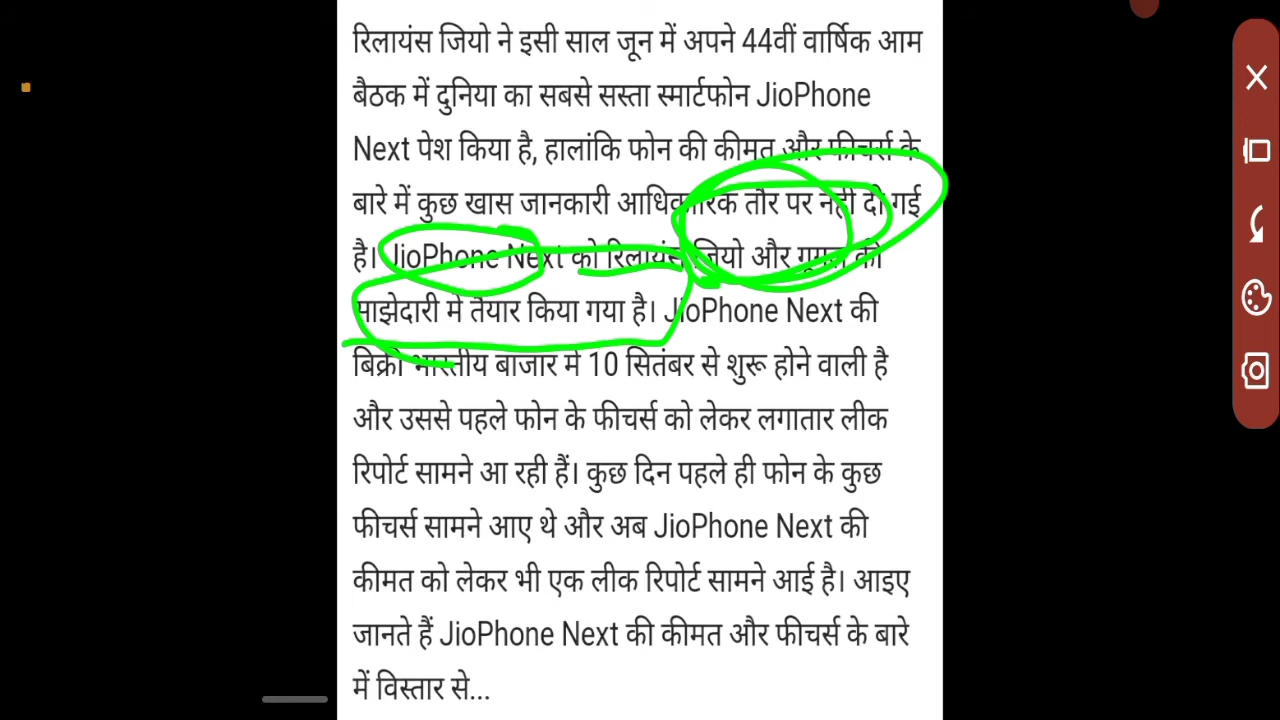 रिलायंस जियो ने इसी साल जून में अपने 44वीं वार्षिक आम
बैठक में दुनिया का सबसे सस्ता स्मार्टफोन JioPhone
Next पेश किया है, हालांकि फोन की कीमत और फीचर्स के
बारे में कुछ खास जानकारी आधिकारिक तौर पर नहीं दी गई
है। JioPhone Next को रिलायंस जियो और गूगल की
साझेदारी में तैयार किया गया है। JioPhone Next की
बिक्री भारतीय बाजार में 10 सितंबर से शुरू होने वाली है
और उससे पहले फोन के फीचर्स को लेकर लगातार लीक
रिपोर्ट सामने आ रही हैं। कुछ दिन पहले ही फोन के कुछ
फीचर्स सामने आए थे और अब JioPhone Next की
कीमत को लेकर भी एक लीक रिपोर्ट सामने आई है। आइए
जानते हैं JioPhone Next की कीमत और फीचर्स के बारे
में विस्तार से...